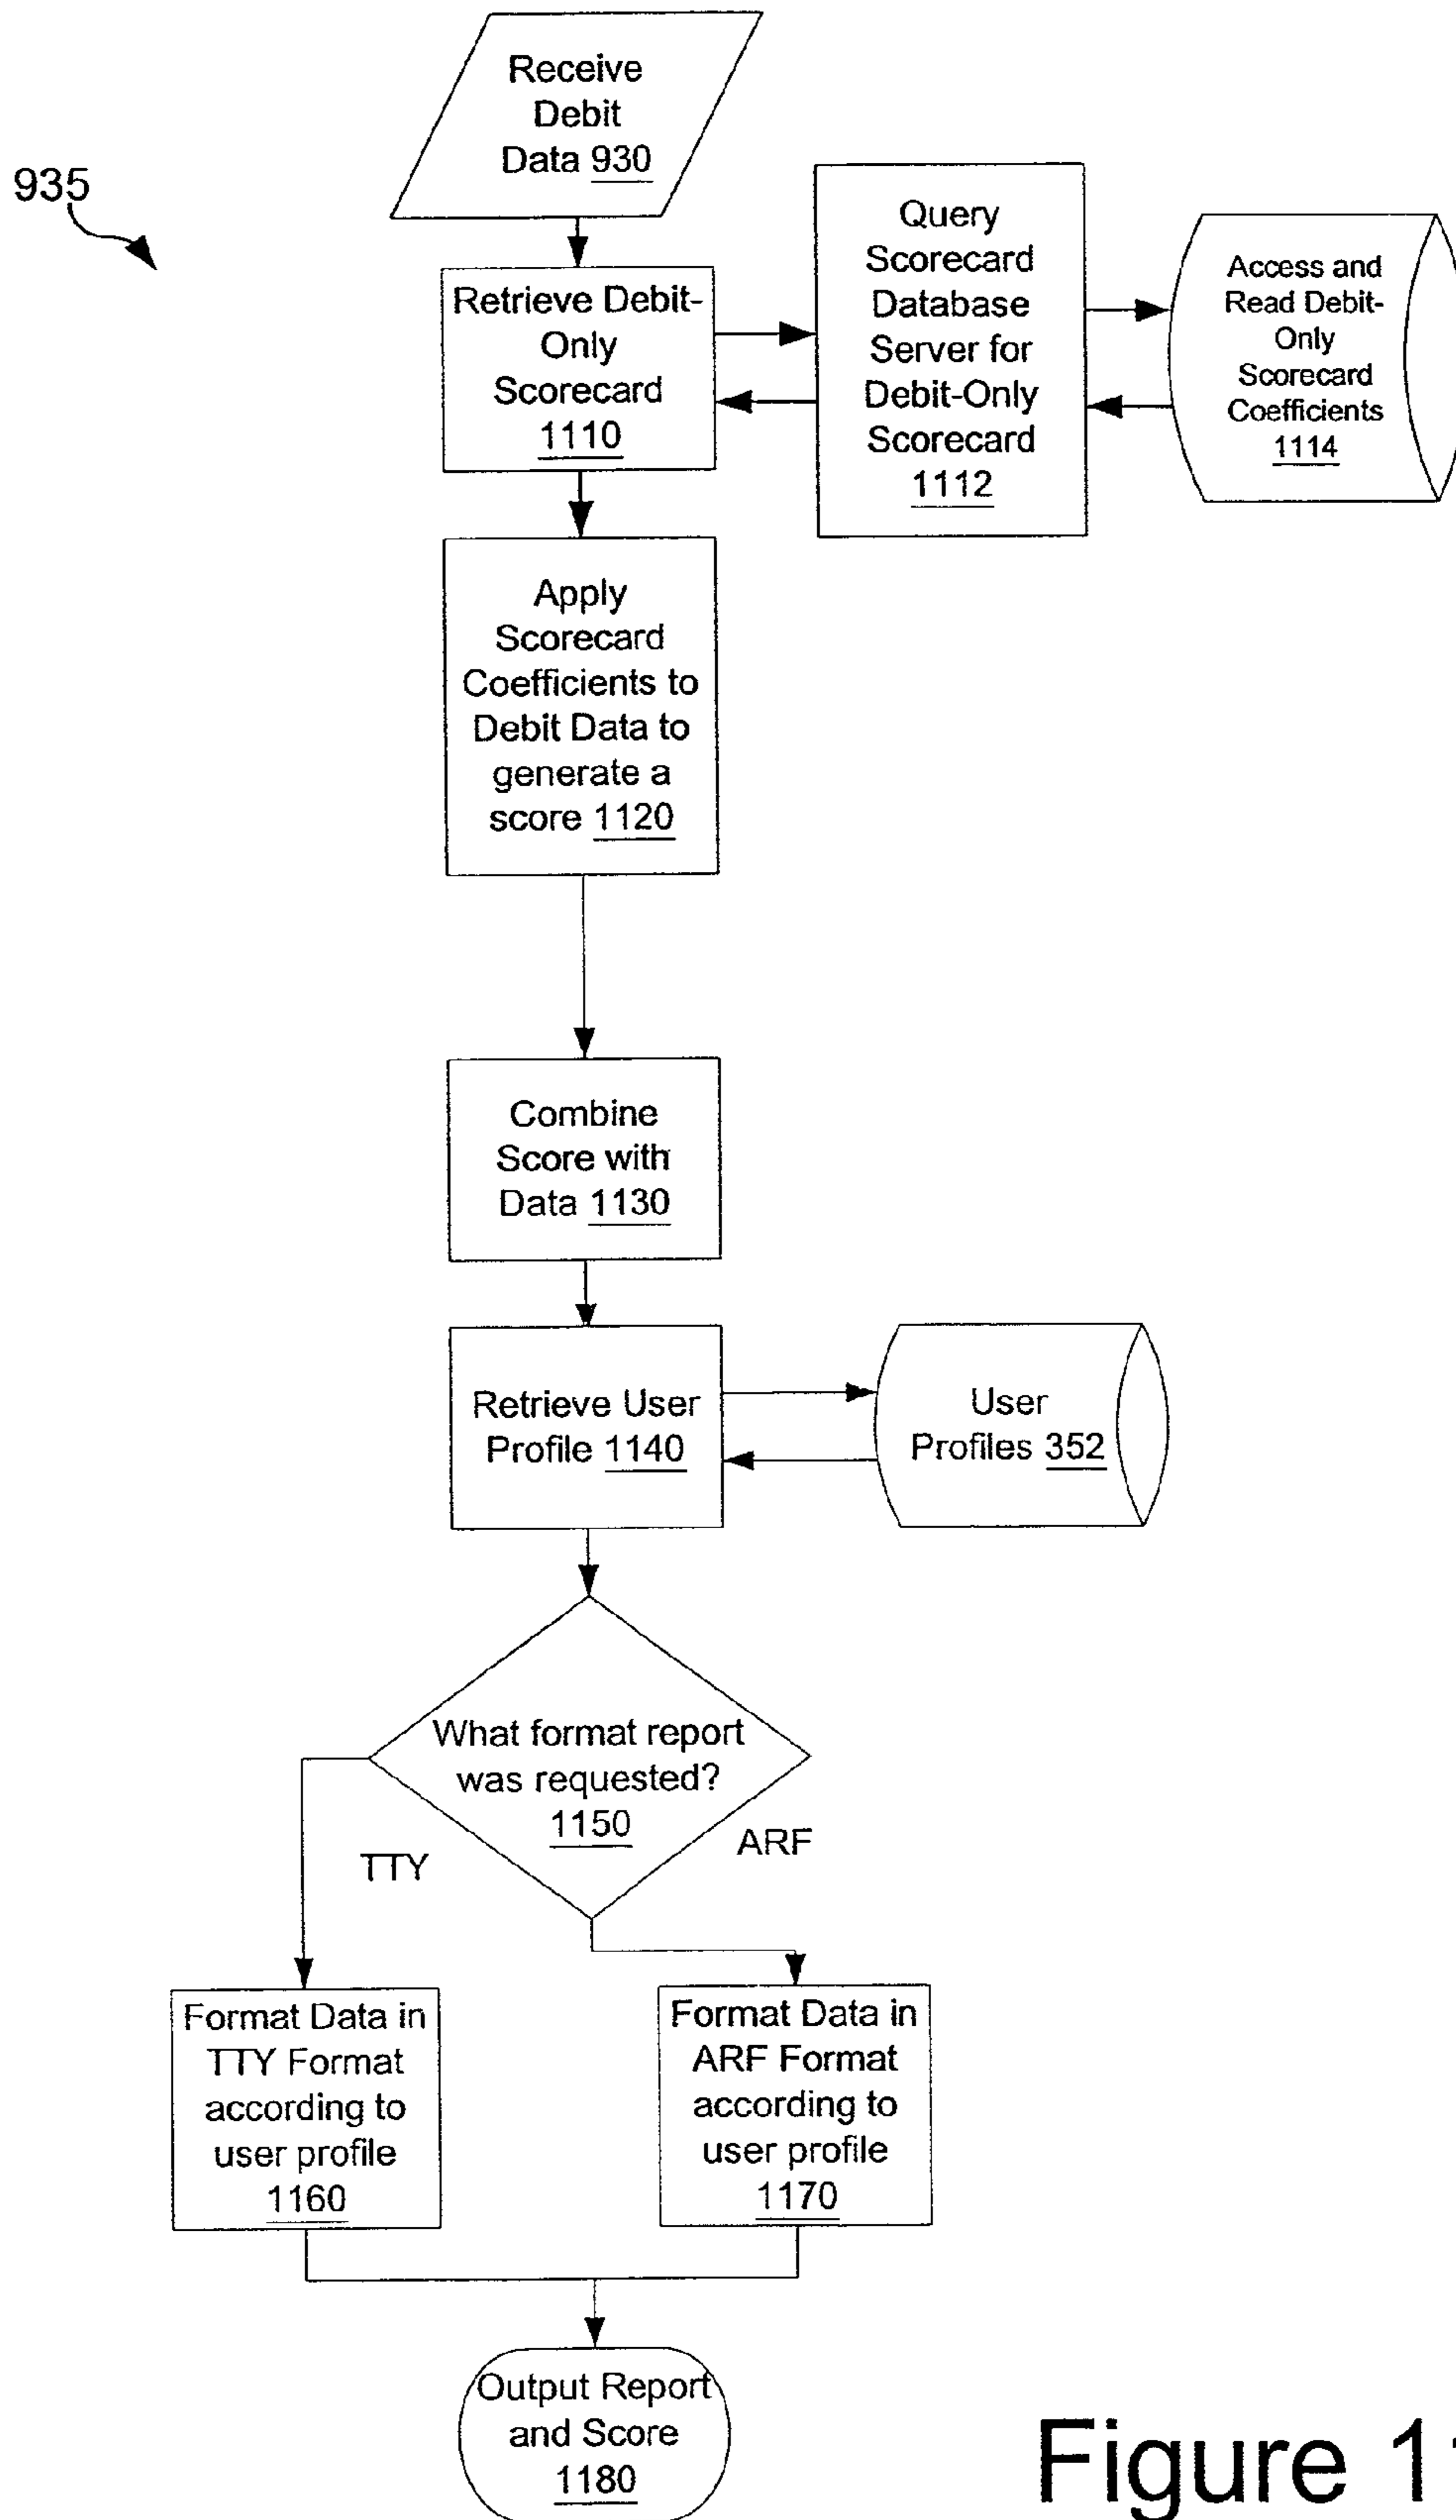 Receive
Debit
Data 930
935
Retrieve Debit-
Only
Scorecard
1110
Query
Scorecard
Database
Server for
Debit-Only
Scorecard
1112
Access and
Read Debit-
Only
Scorecard
Coefficients
1114
Apply
Scorecard
Coefficients to
Debit Data to
generate a
score 1120
Combine
Score with
Data 1130
Retrieve User
Profile 1140
User
Profiles 352
What format report
was requested?
1150
TTY
ARF
Format Data in
TTY Format
according to
user profile
1160
Format Data in
ARF Format
according to
user profile
1170
Output Report
and Score
1180
Figure 11